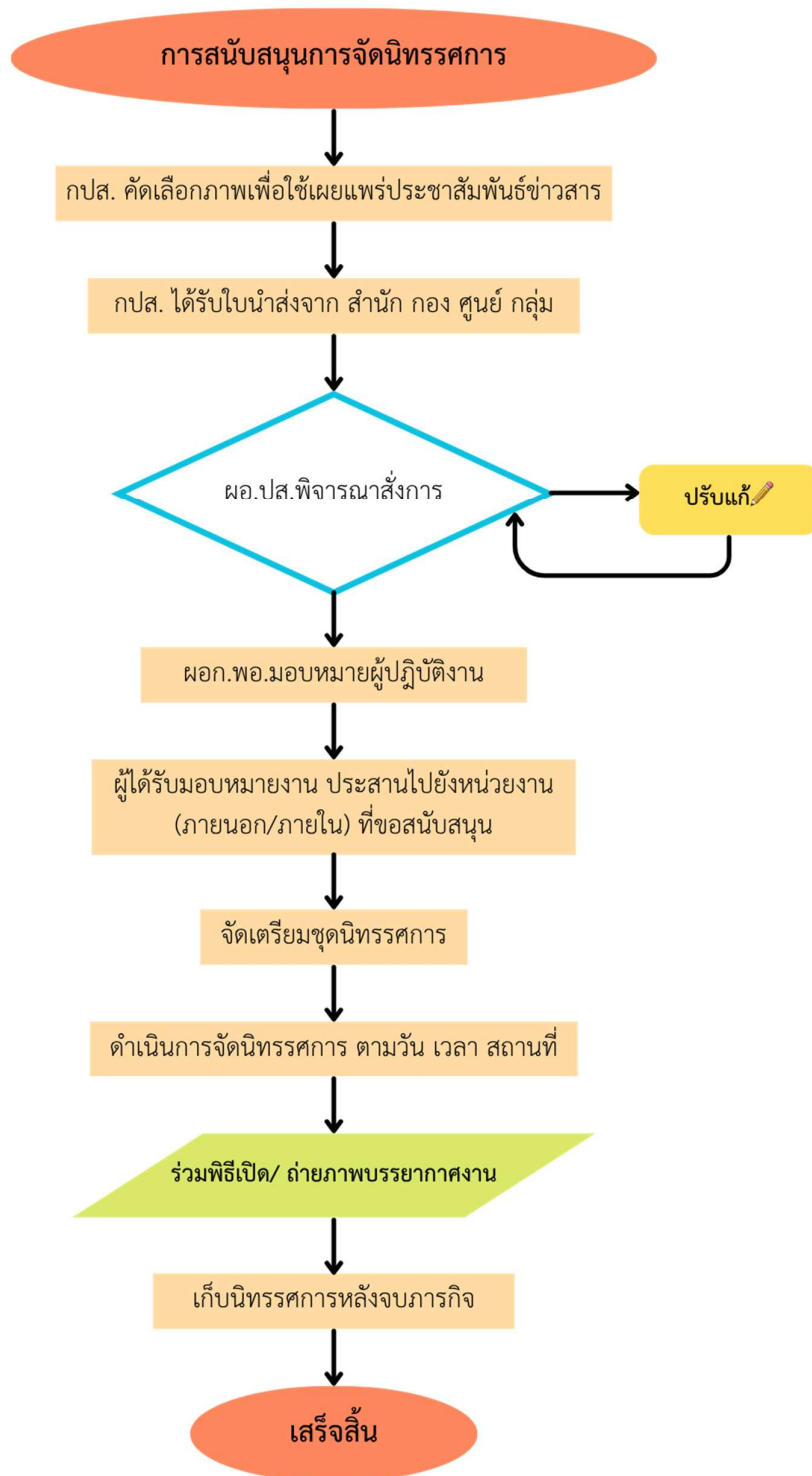 การสนับสนุนการจัดนิทรรศการ
กปส. คัดเลือกภาพเพื่อใช้เผยแพร่ประชาสัมพันธ์ข่าวสาร
กปส. ได้รับใบนำส่งจาก สำนัก กอง ศูนย์ กลุ่ม
ผอ.ปส.พิจารณาสั่งการ
ปรับแก้
ผอก.พอ.มอบหมายผู้ปฏิบัติงาน
ผู้ได้รับมอบหมายงาน ประสานไปยังหน่วยงาน
(ภายนอก/ภายใน) ที่ขอสนับสนุน
จัดเตรียมชุดนิทรรศการ
ดำเนินการจัดนิทรรศการ ตามวัน เวลา สถานที่
ร่วมพิธีเปิด/ ถ่ายภาพบรรยากาศงาน
เก็บนิทรรศการหลังจบภารกิจ
เสร็จสิ้น